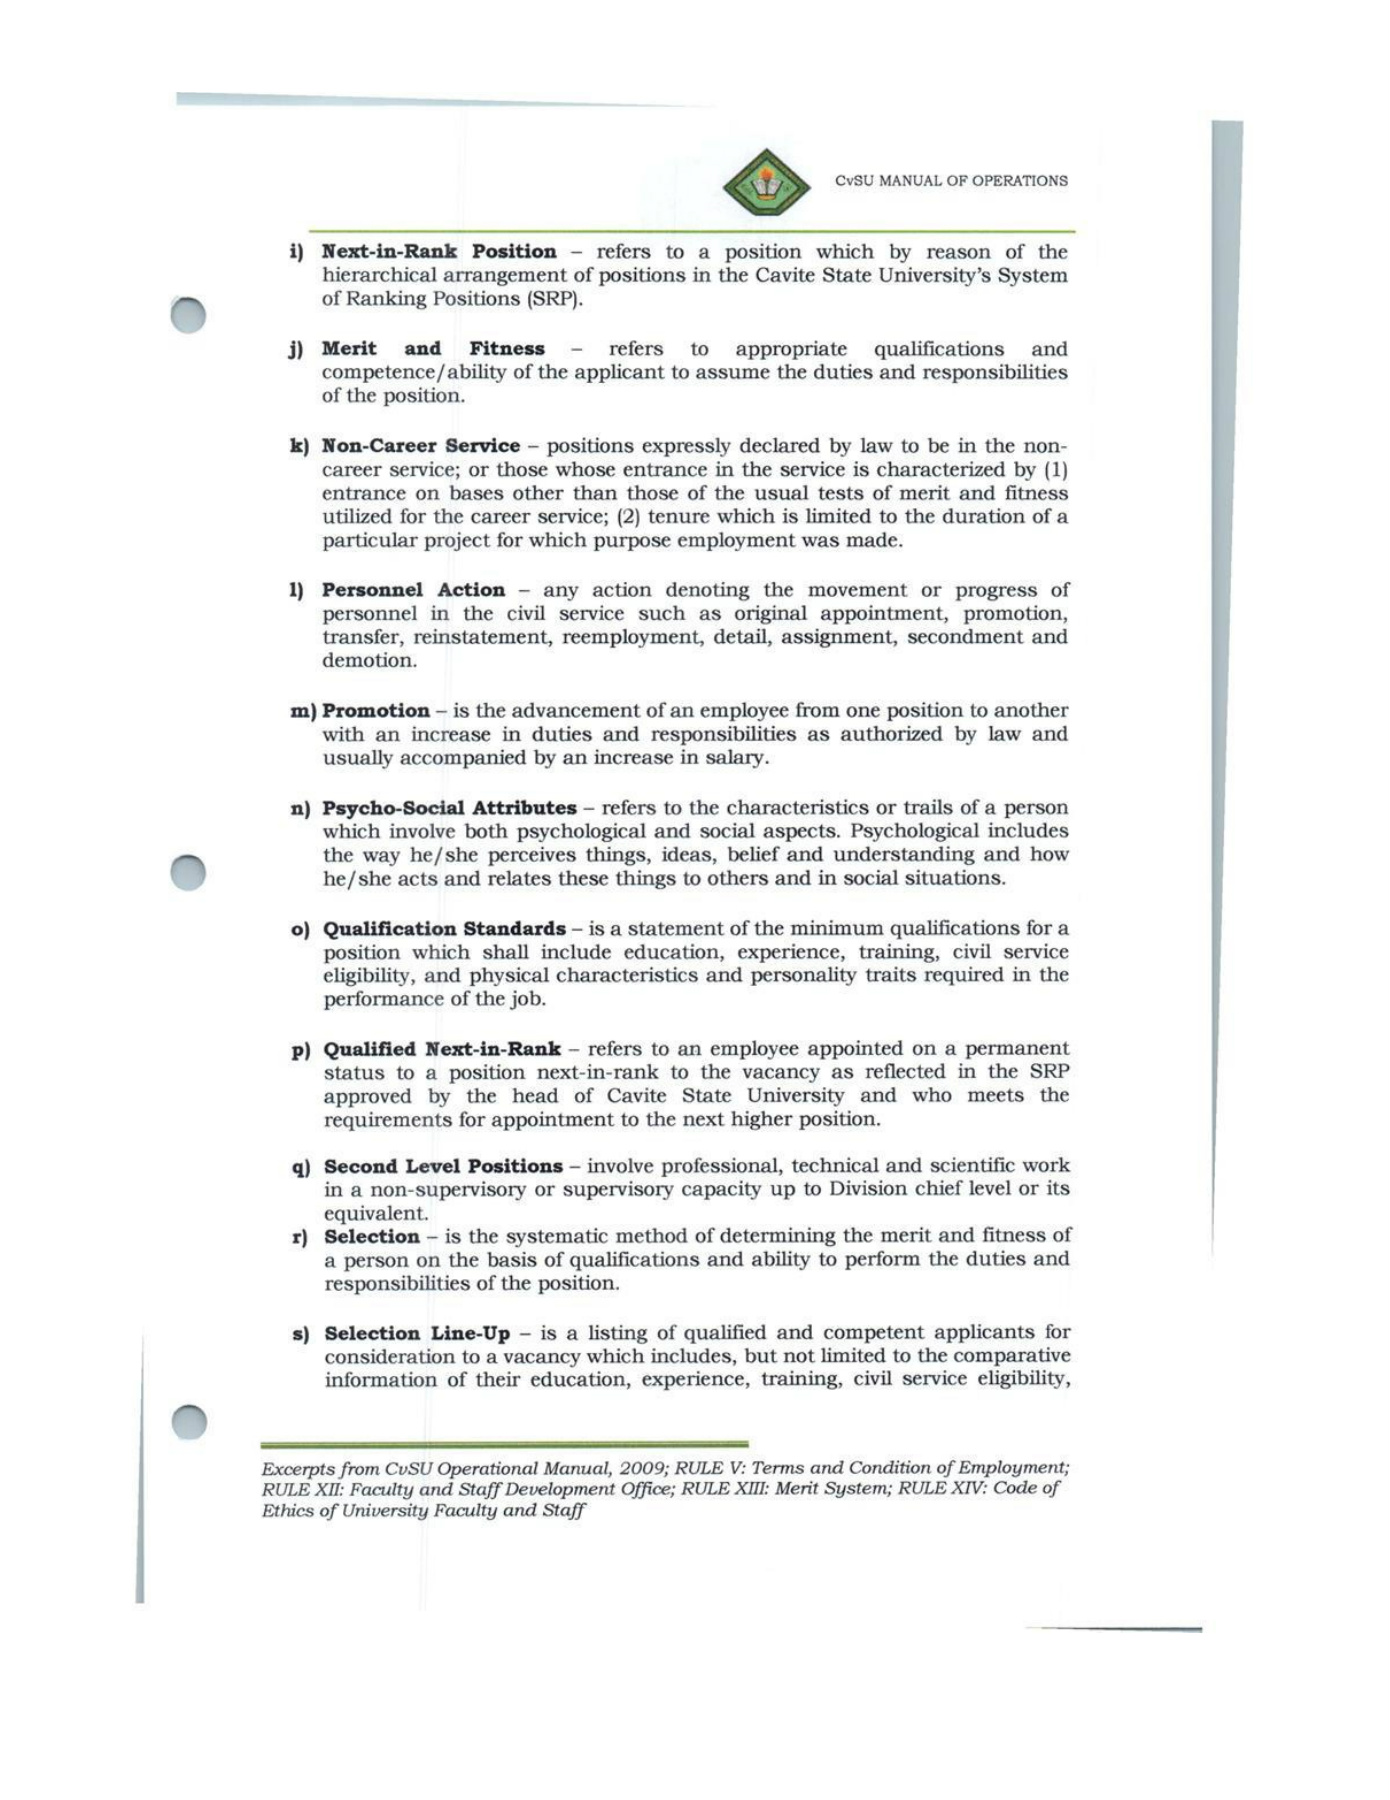 CvSU MANUAL OF OPERATIONS
i) Next-in-Rank Position – refers to a position which by reason of the
hierarchical arrangement of positions in the Cavite State University's System
of Ranking Positions (SRP).
j) Merit and Fitness – refers to appropriate qualifications and
competence/ability of the applicant to assume the duties and responsibilities
of the position.
k) Non-Career Service – positions expressly declared by law to be in the non-
career service; or those whose entrance in the service is characterized by (1)
entrance on bases other than those of the usual tests of merit and fitness
utilized for the career service; (2) tenure which is limited to the duration of a
particular project for which purpose employment was made.
l) Personnel Action – any action denoting the movement or progress of
personnel in the civil service such as original appointment, promotion,
transfer, reinstatement, reemployment, detail, assignment, secondment and
demotion.
m) Promotion – is the advancement of an employee from one position to another
with an increase in duties and responsibilities as authorized by law and
usually accompanied by an increase in salary.
n) Psycho-Social Attributes – refers to the characteristics or trails of a person
which involve both psychological and social aspects. Psychological includes
the way he/she perceives things, ideas, belief and understanding and how
he/she acts and relates these things to others and in social situations.
o) Qualification Standards – is a statement of the minimum qualifications for a
position which shall include education, experience, training, civil service
eligibility, and physical characteristics and personality traits required in the
performance of the job.
p) Qualified Next-in-Rank – refers to an employee appointed on a permanent
status to a position next-in-rank to the vacancy as reflected in the SRP
approved by the head of Cavite State University and who meets the
requirements for appointment to the next higher position.
q) Second Level Positions – involve professional, technical and scientific work
in a non-supervisory or supervisory capacity up to Division chief level or its
equivalent.
r) Selection – is the systematic method of determining the merit and fitness of
a person on the basis of qualifications and ability to perform the duties and
responsibilities of the position.
s) Selection Line-Up – is a listing of qualified and competent applicants for
consideration to a vacancy which includes, but not limited to the comparative
information of their education, experience, training, civil service eligibility,
Excerpts from CvSU Operational Manual, 2009; RULE V: Terms and Condition of Employment;
RULE XII: Faculty and Staff Development Office; RULE XIII: Merit System; RULE XIV: Code of
Ethics of University Faculty and Staff